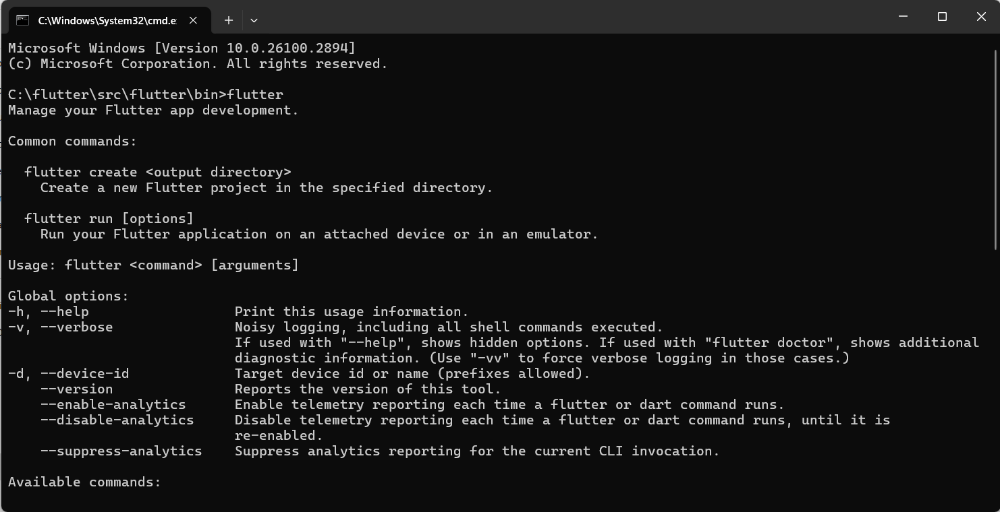 C:\Windows\System32\cmd.e
Microsoft Windows [Version 10.0.26100.2894]
(c) Microsoft Corporation. All rights reserved.
C:\flutter\src\flutter\bin>flutter
Manage your Flutter app development.
Common commands:
flutter create <output directory>
Create a new Flutter project in the specified directory.
flutter run [options]
Run your Flutter application on an attached device or in an emulator.
Usage: flutter <command> [arguments]
Global options:
-h, --help Print this usage information.
-v, --verbose Noisy logging, including all shell commands executed.
If used with "--help", shows hidden options. If used with "flutter doctor", shows additional
diagnostic information. (Use "-vv" to force verbose logging in those cases.)
-d, --device-id Target device id or name (prefixes allowed).
--version Reports the version of this tool.
--enable-analytics Enable telemetry reporting each time a flutter or dart command runs.
--disable-analytics Disable telemetry reporting each time a flutter or dart command runs, until it is
re-enabled.
--suppress-analytics Suppress analytics reporting for the current CLI invocation.
Available commands: